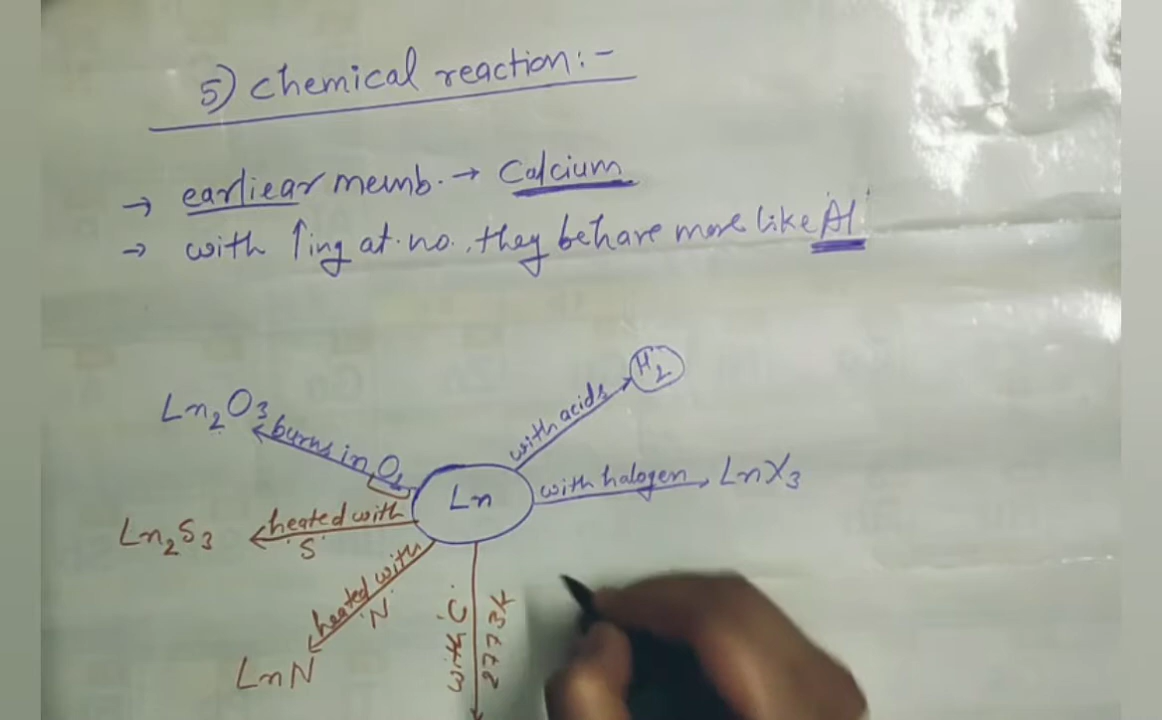 5) Chemical reaction:-
→ earliear memb. → Calcium
→ with ↑ing at. no., they behave more like Al
H2
with acids
Ln2O3
burns in O2
Ln
with halogen
LnX3
heated with 'S'
Ln2S3
heated with 'N'
LnN
with 'C'
2773K